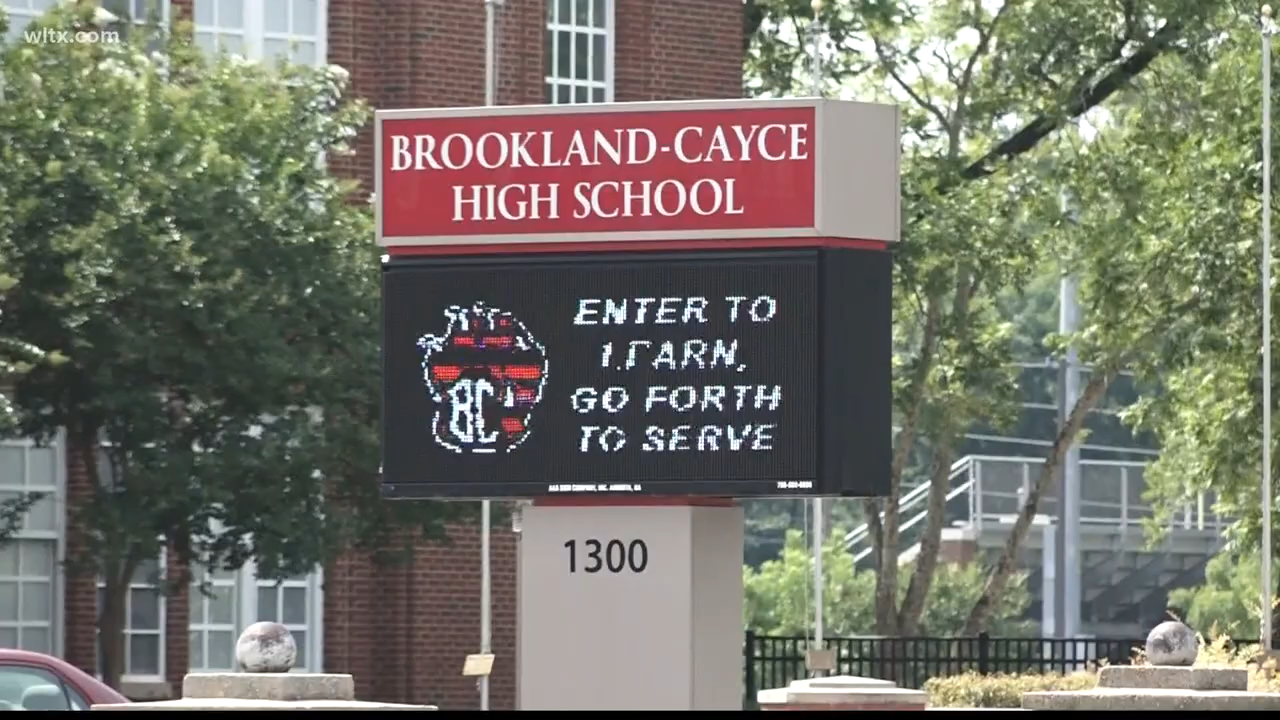 wltx.com
BROOKLAND-CAYCE
HIGH SCHOOL
ENTER TO
LEARN,
GO FORTH
TO SERVE
BC
1300